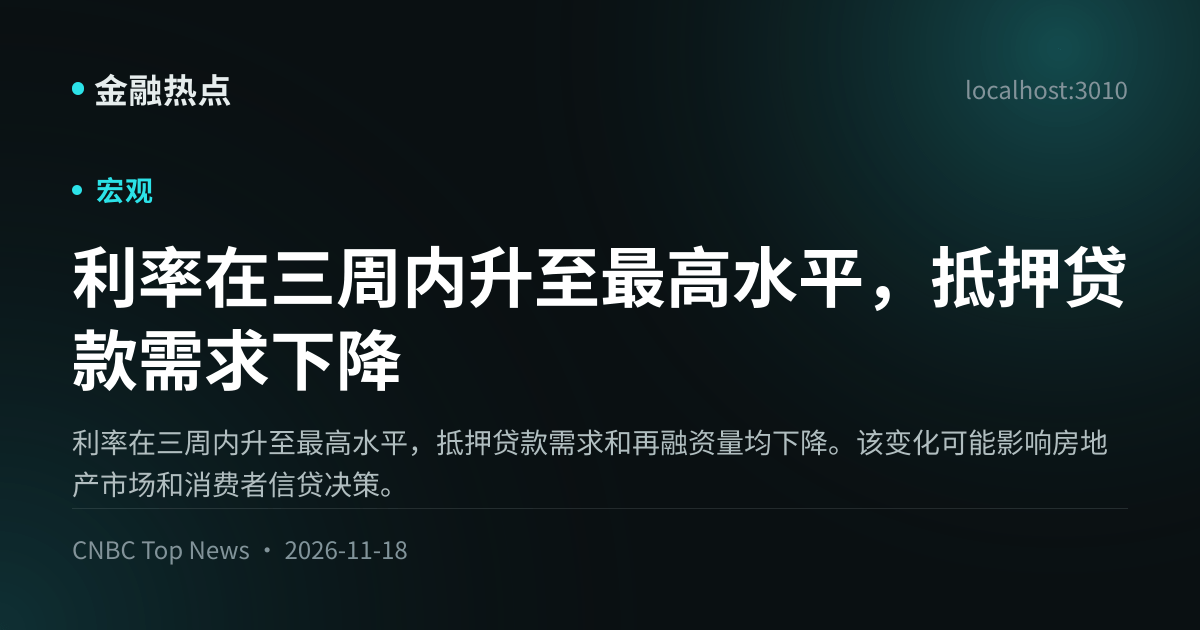 金融热点
localhost:3010
宏观
利率在三周内升至最高水平，抵押贷
款需求下降
利率在三周内升至最高水平，抵押贷款需求和再融资量均下降。该变化可能影响房地
产市场和消费者信贷决策。
CNBC Top News • 2026-11-18